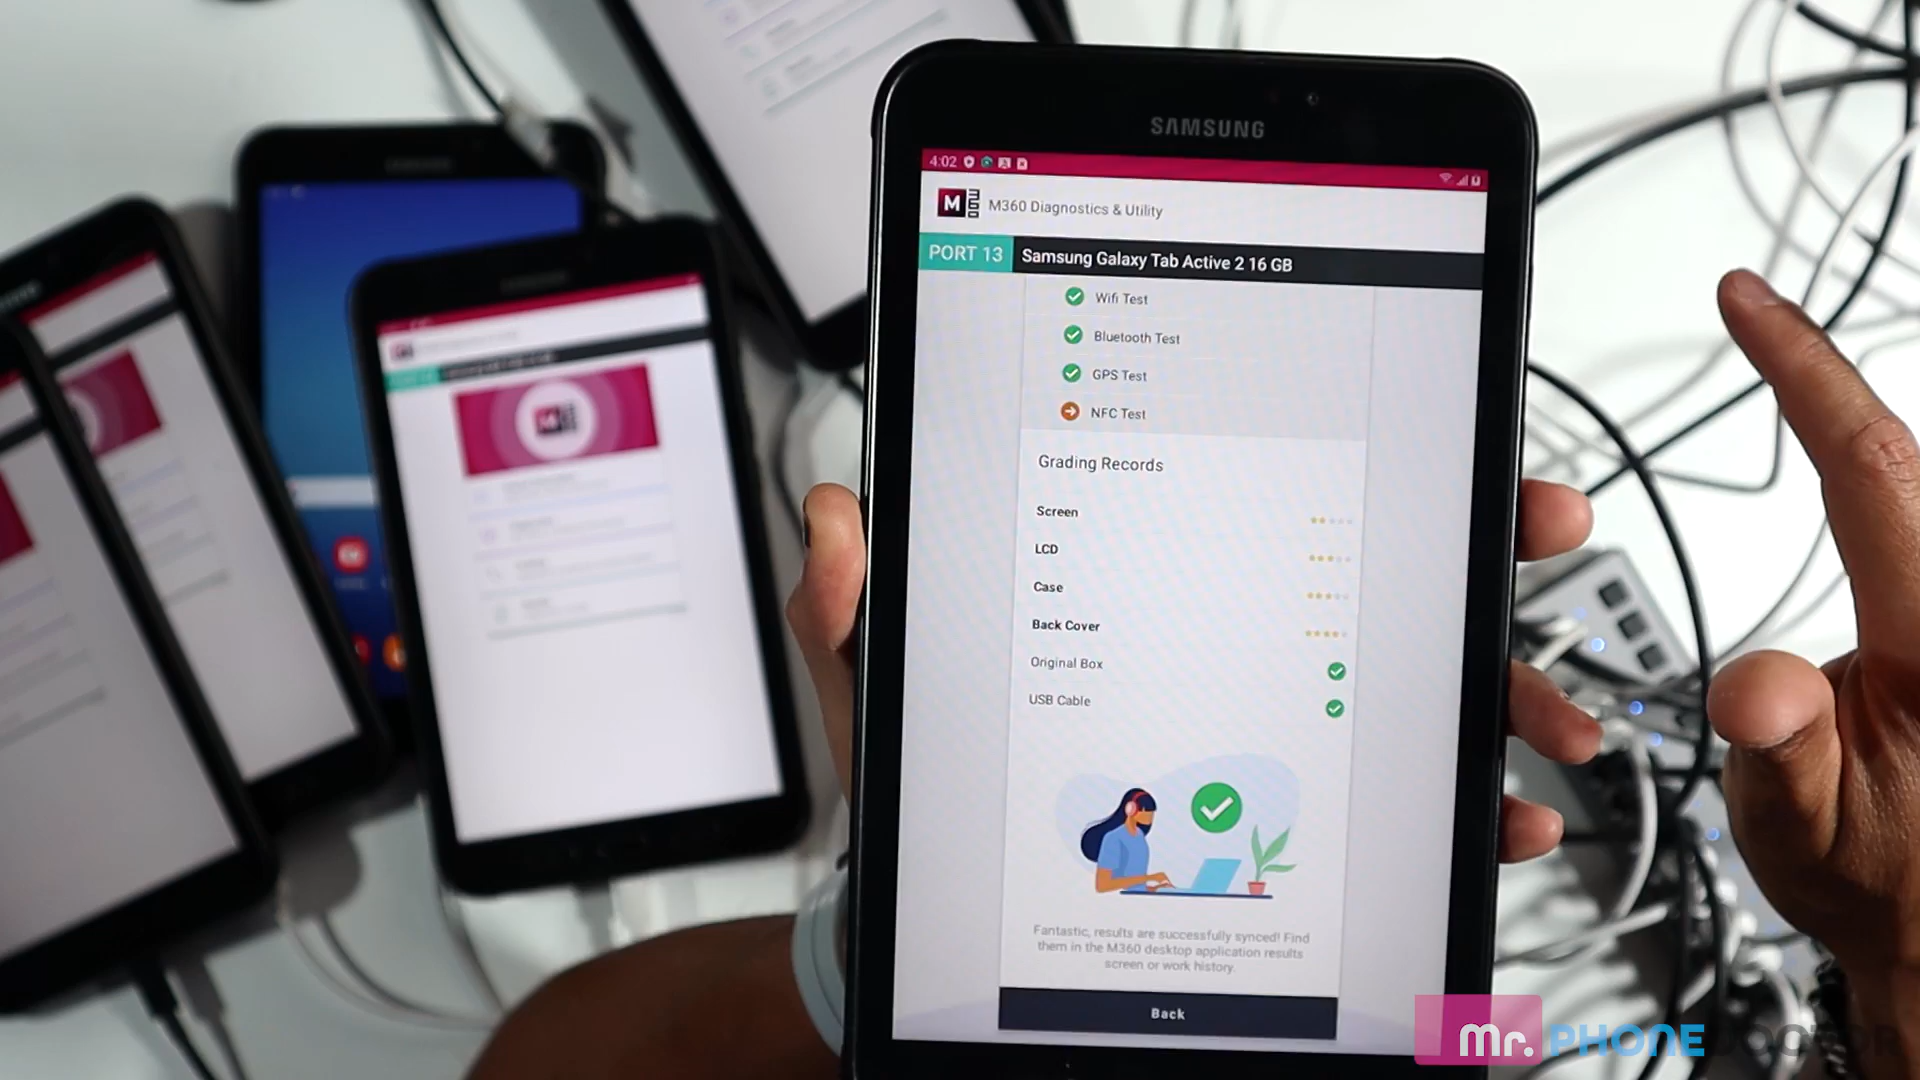 SAMSUNG
4:02
M 360 M360 Diagnostics & Utility
PORT 13 Samsung Galaxy Tab Active 2 16 GB
Wifi Test
Bluetooth Test
GPS Test
NFC Test
Grading Records
Screen
LCD
Case
Back Cover
Original Box
USB Cable
Fantastic, results are successfully synced! Find
them in the M360 desktop application results
screen or work history.
Back
mr. PHONE DOCTOR